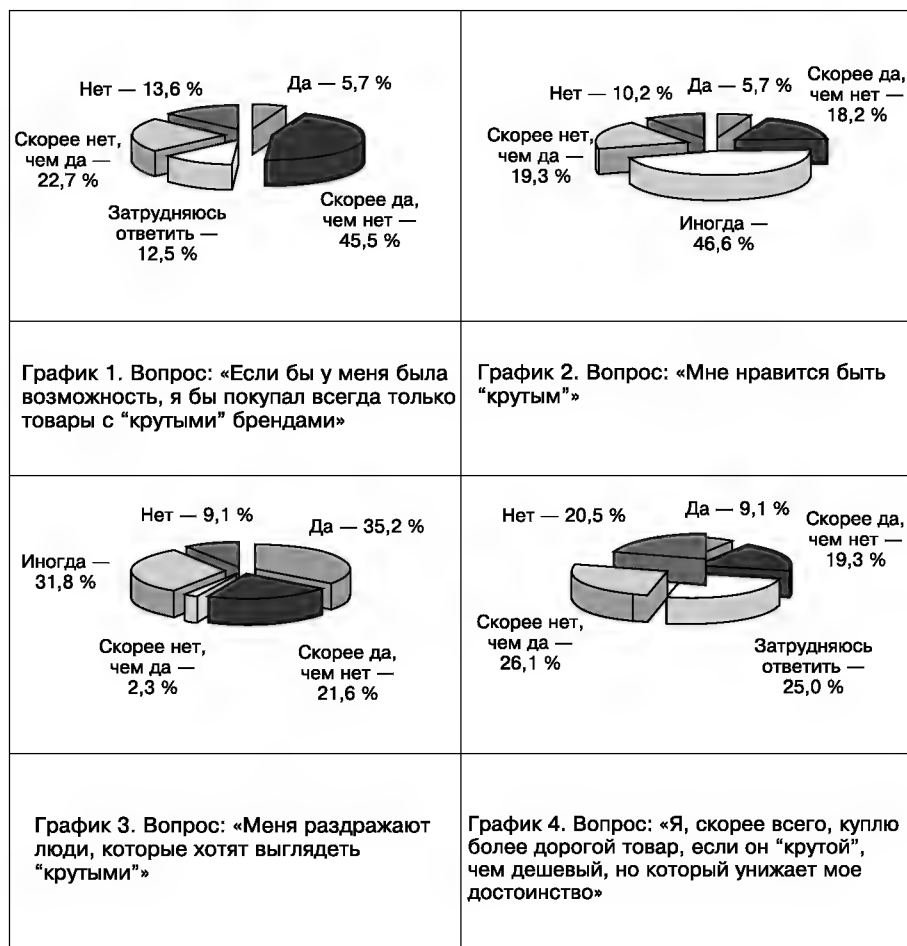 Нет — 13,6 %
Да — 5,7 %
Скорее нет,
чем да —
22,7 %
Затрудняюсь
ответить —
12,5 %
Скорее да,
чем нет —
45,5 %
Нет — 10,2 %
Да — 5,7 %
Скорее да,
чем нет —
18,2 %
Скорее нет,
чем да —
19,3 %
Иногда —
46,6 %
График 1. Вопрос: «Если бы у меня была
возможность, я бы покупал всегда только
товары с “крутыми” брендами»
График 2. Вопрос: «Мне нравится быть
“крутым”»
Нет — 9,1 %
Да — 35,2 %
Иногда —
31,8 %
Скорее нет,
чем да —
2,3 %
Скорее да,
чем нет —
21,6 %
Нет — 20,5 %
Да — 9,1 %
Скорее да,
чем нет —
19,3 %
Скорее нет,
чем да —
26,1 %
Затрудняюсь
ответить —
25,0 %
График 3. Вопрос: «Меня раздражают
люди, которые хотят выглядеть
“крутыми”»
График 4. Вопрос: «Я, скорее всего, куплю
более дорогой товар, если он “крутой”,
чем дешевый, но который унижает мое
достоинство»